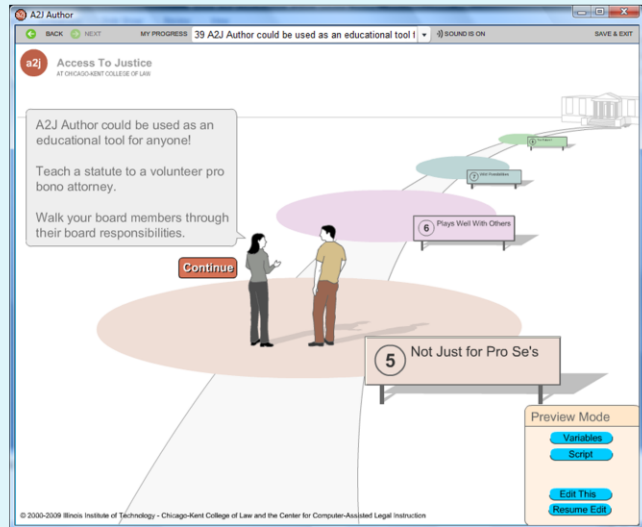 A2J Author
BACK NEXT MY PROGRESS 39 A2J Author could be used as an educational tool f SOUND IS ON SAVE & EXIT
a2j
Access To Justice
AT CHICAGO-KENT COLLEGE OF LAW
A2J Author could be used as an
educational tool for anyone!
Teach a statute to a volunteer pro
bono attorney.
Walk your board members through
their board responsibilities.
Continue
7
6 Plays Well With Others
5 Not Just for Pro Se's
Preview Mode
Variables
Script
Edit This
Resume Edit
© 2000-2009 Illinois Institute of Technology - Chicago-Kent College of Law and the Center for Computer-Assisted Legal Instruction